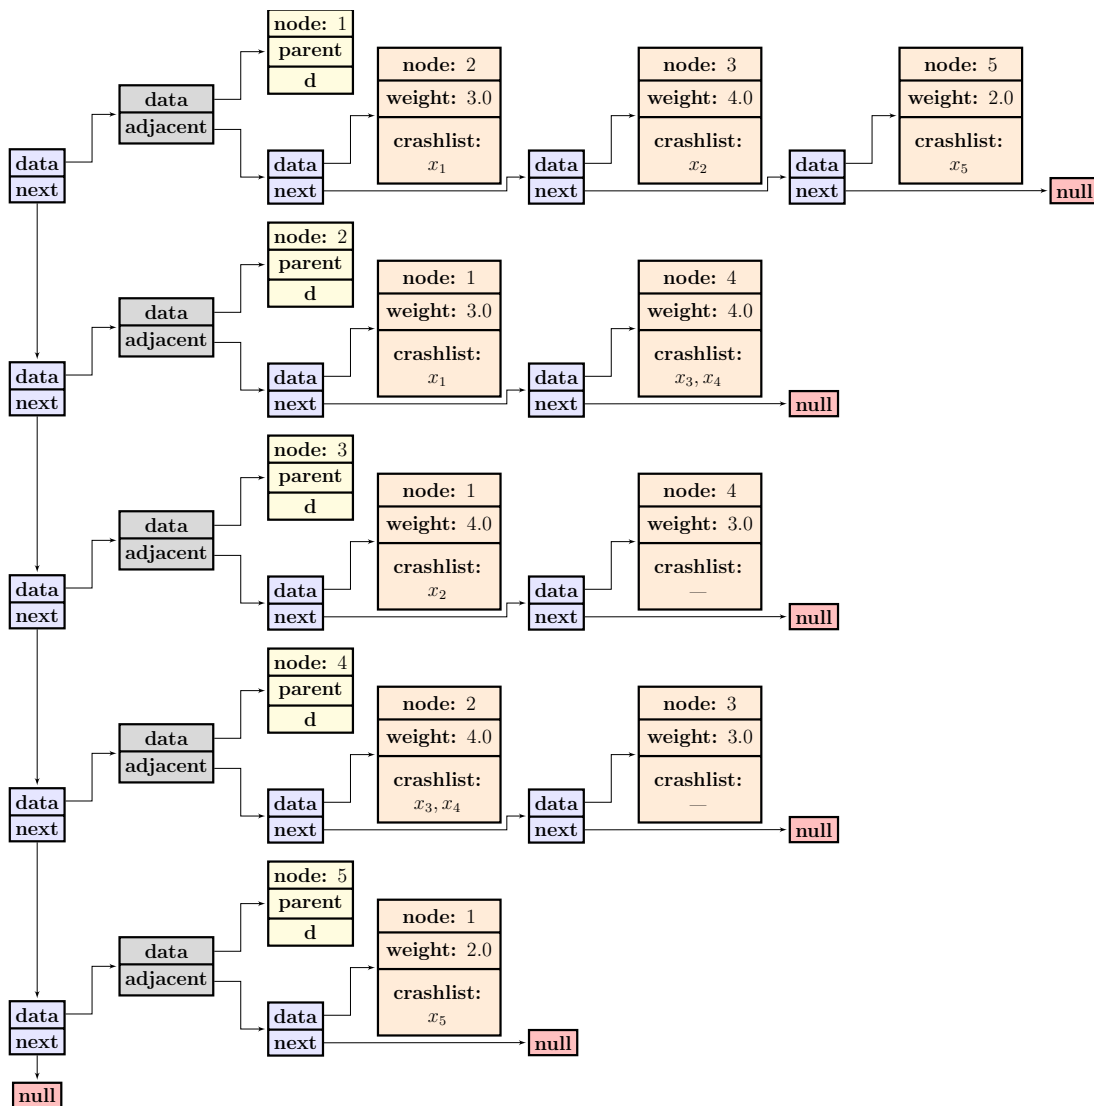 node: 1
parent
d
data
adjacent
data
next
node: 2
weight: 3.0
crashlist:
x1
data
next
node: 3
weight: 4.0
crashlist:
x2
data
next
node: 5
weight: 2.0
crashlist:
x5
data
next
null
node: 2
parent
d
data
adjacent
data
next
node: 1
weight: 3.0
crashlist:
x1
data
next
node: 4
weight: 4.0
crashlist:
x3, x4
data
next
null
node: 3
parent
d
data
adjacent
data
next
node: 1
weight: 4.0
crashlist:
x2
data
next
node: 4
weight: 3.0
crashlist:
—
data
next
null
node: 4
parent
d
data
adjacent
data
next
node: 2
weight: 4.0
crashlist:
x3, x4
data
next
node: 3
weight: 3.0
crashlist:
—
data
next
null
node: 5
parent
d
data
adjacent
data
next
node: 1
weight: 2.0
crashlist:
x5
data
next
null
null